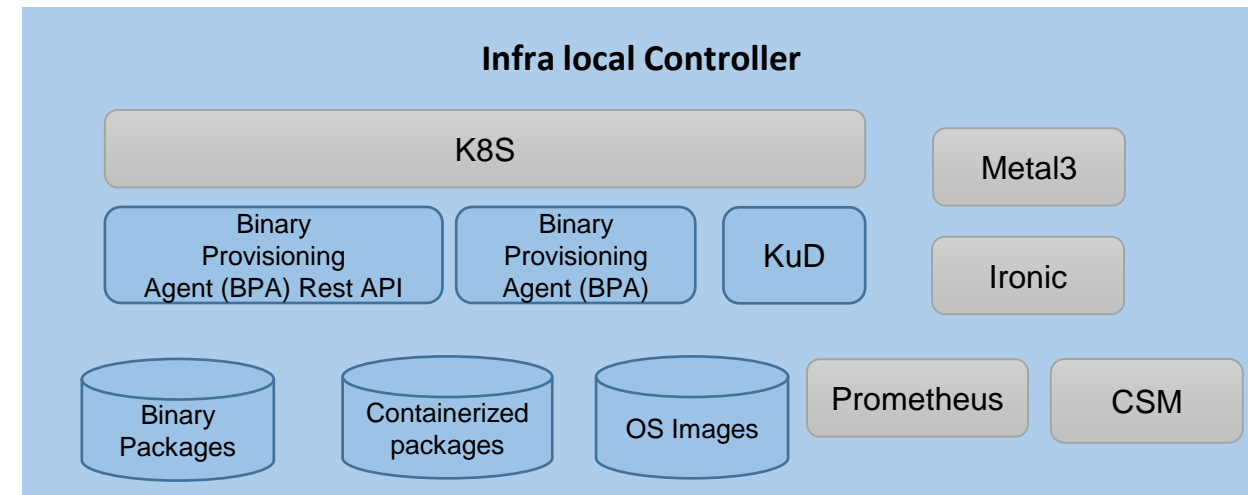 Infra local Controller
K8S
Metal3
Binary
Provisioning
Agent (BPA) Rest API
Binary
Provisioning
Agent (BPA)
KuD
Ironic
Binary
Packages
Containerized
packages
OS Images
Prometheus
CSM